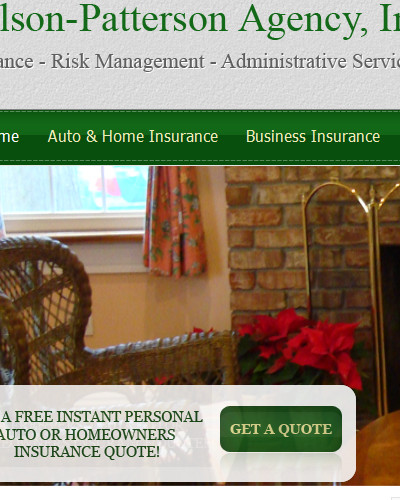 lson-Patterson Agency, In
ance - Risk Management - Administrative Servic
me Auto & Home Insurance Business Insurance
A FREE INSTANT PERSONAL
AUTO OR HOMEOWNERS
INSURANCE QUOTE!
GET A QUOTE